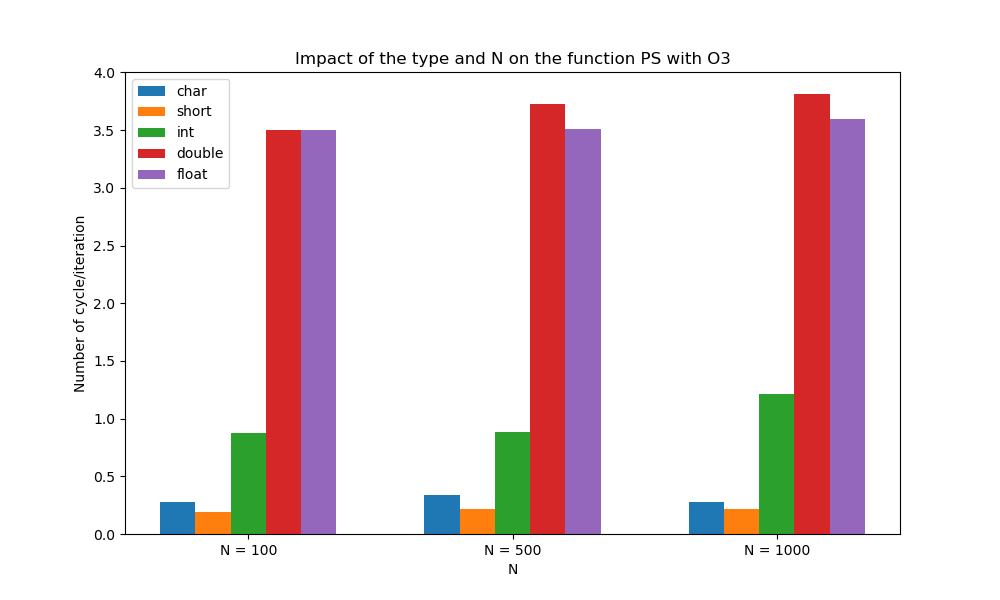 Impact of the type and N on the function PS with O3
4.0
3.5
3.0
2.5
2.0
1.5
1.0
0.5
0.0
Number of cycle/iteration
char
short
int
double
float
N = 100
N = 500
N = 1000
N